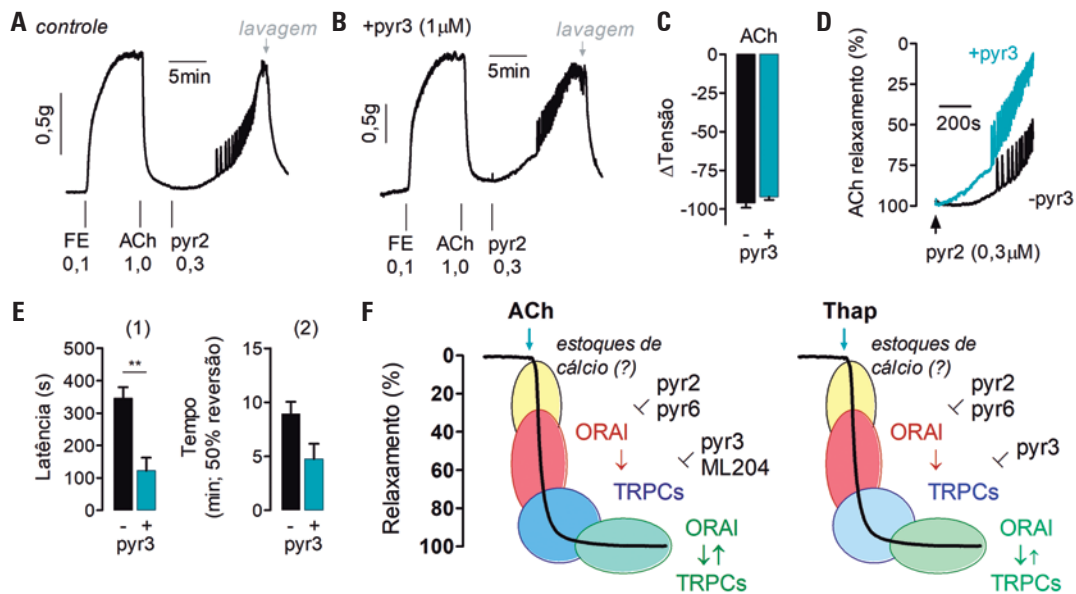 A controle
lavagem
5min
0,5g
FE ACh pyr2
0,1 1,0 0,3
B +pyr3 (1μM)
lavagem
5min
0,5g
FE ACh pyr2
0,1 1,0 0,3
C
ACh
0
-25
-50
-75
-100
ΔTensão
- +
pyr3
D
0
25
50
75
100
ACh relaxamento (%)
+pyr3
200s
-pyr3
pyr2 (0,3μM)
E
(1)
500
400
300
200
100
0
Latência (s)
**
- +
pyr3
(2)
15
10
5
0
Tempo
(min; 50% reversão)
- +
pyr3
F
ACh
estoques de
cálcio (?)
0
20
40
60
80
100
Relaxamento (%)
pyr2
pyr6
ORAI
pyr3
ML204
TRPCs
ORAI
↓↑
TRPCs
Thap
estoques de
cálcio (?)
pyr2
pyr6
ORAI
pyr3
TRPCs
ORAI
↓↑
TRPCs